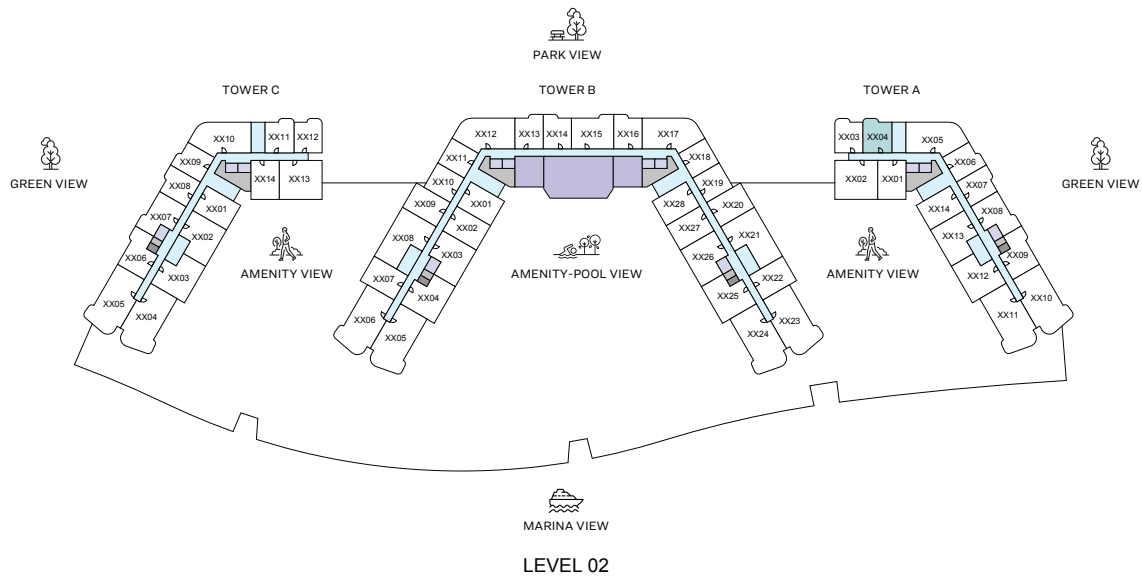 PARK VIEW
TOWER C
TOWER B
TOWER A
GREEN VIEW
GREEN VIEW
XX10
XX11
XX12
XX09
XX08
XX14
XX13
XX07
XX01
XX02
XX06
XX03
XX05
XX04
XX12
XX13
XX14
XX15
XX16
XX17
XX11
XX18
XX10
XX19
XX09
XX01
XX28
XX20
XX08
XX02
XX27
XX21
XX03
XX26
XX07
XX04
XX25
XX22
XX06
XX05
XX24
XX23
XX03
XX04
XX05
XX02
XX01
XX06
XX07
XX14
XX08
XX13
XX09
XX12
XX10
XX11
AMENITY VIEW
AMENITY-POOL VIEW
AMENITY VIEW
MARINA VIEW
LEVEL 02